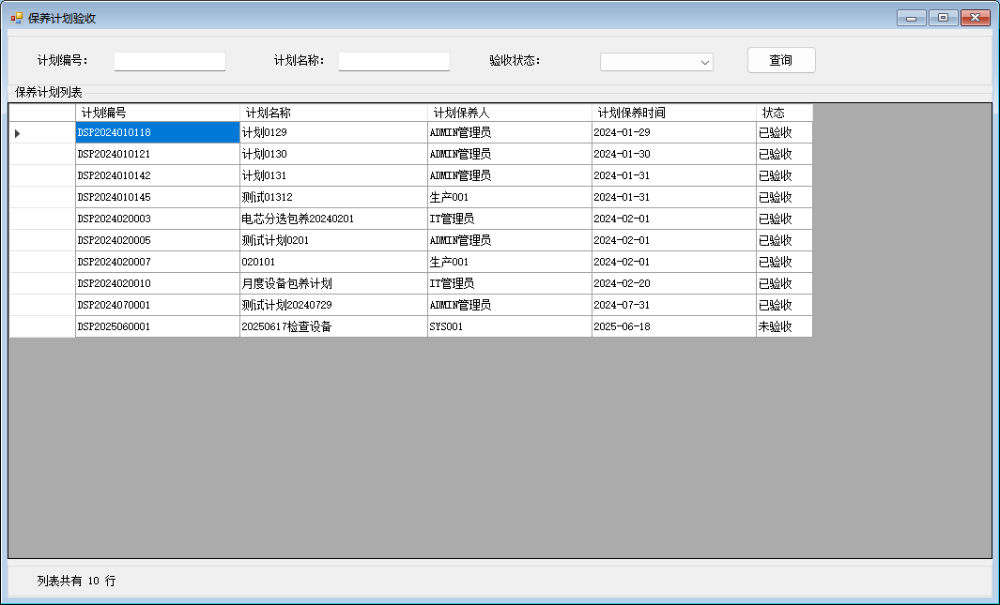 保养计划验收
计划编号： 计划名称： 验收状态： 查询
保养计划列表
计划编号 计划名称 计划保养人 计划保养时间 状态
DSP2024010118 计划0129 ADMIN管理员 2024-01-29 已验收
DSP2024010121 计划0130 ADMIN管理员 2024-01-30 已验收
DSP2024010142 计划0131 ADMIN管理员 2024-01-31 已验收
DSP2024010145 测试01312 生产001 2024-01-31 已验收
DSP2024020003 电芯分选包养20240201 IT管理员 2024-02-01 已验收
DSP2024020005 测试计划0201 ADMIN管理员 2024-02-01 已验收
DSP2024020007 020101 生产001 2024-02-01 已验收
DSP2024020010 月度设备包养计划 IT管理员 2024-02-20 已验收
DSP2024070001 测试计划20240729 ADMIN管理员 2024-07-31 已验收
DSP2025060001 20250617检查设备 SYS001 2025-06-18 未验收
列表共有 10 行